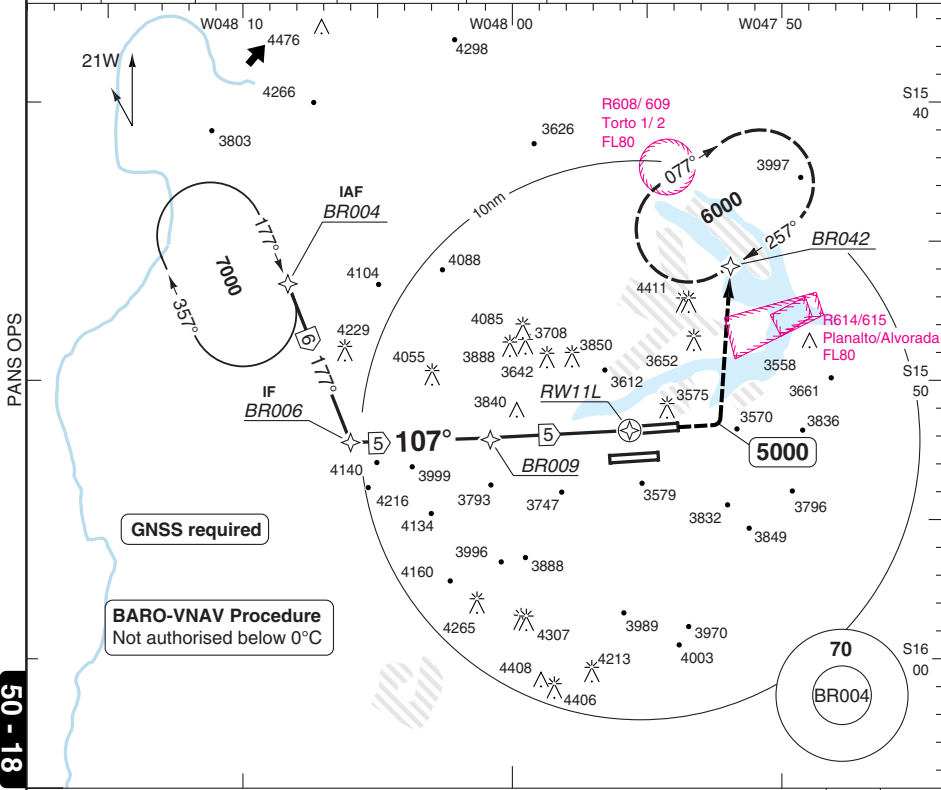 W048 10
W048 00
W047 50
4476
4298
21W
4266
3803
3626
R608/ 609
Torto 1/ 2
FL80
S15
40
077°
3997
10nm
IAF
BR004
6000
177°
7000
357°
257°
BR042
4104
4088
4411
6
177°
4229
4085
3708
3888
3850
3642
4055
3652
R614/615
Planalto/Alvorada
FL80
3558
3612
3661
S15
50
PANS OPS
IF
BR006
3840
RW11L
3575
3570
3836
5
107°
5
BR009
5000
4140
3999
4216
3793
3747
3579
3796
4134
3832
3849
GNSS required
3996
3888
4160
BARO-VNAV Procedure
Not authorised below 0°C
4265
4307
3989
3970
4003
4408
4213
4406
70
BR004
S16
00
50 - 18